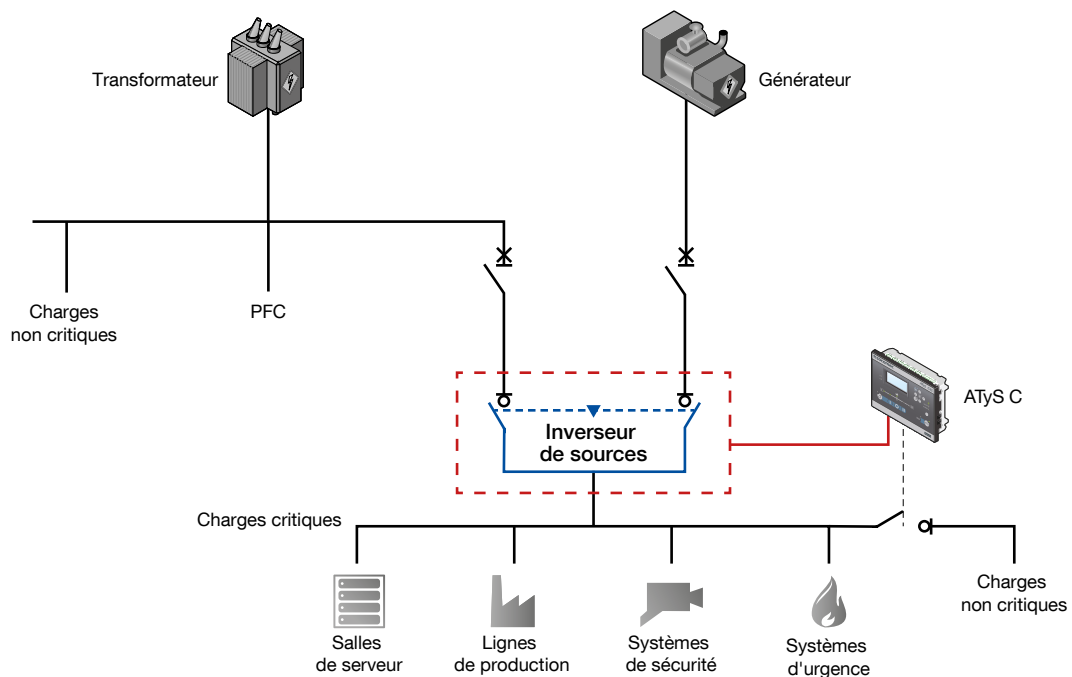 Transformateur
Générateur
Charges
non critiques
PFC
ATyS C
Inverseur
de sources
Charges critiques
Charges
non critiques
Salles
de serveur
Lignes
de production
Systèmes
de sécurité
Systèmes
d'urgence